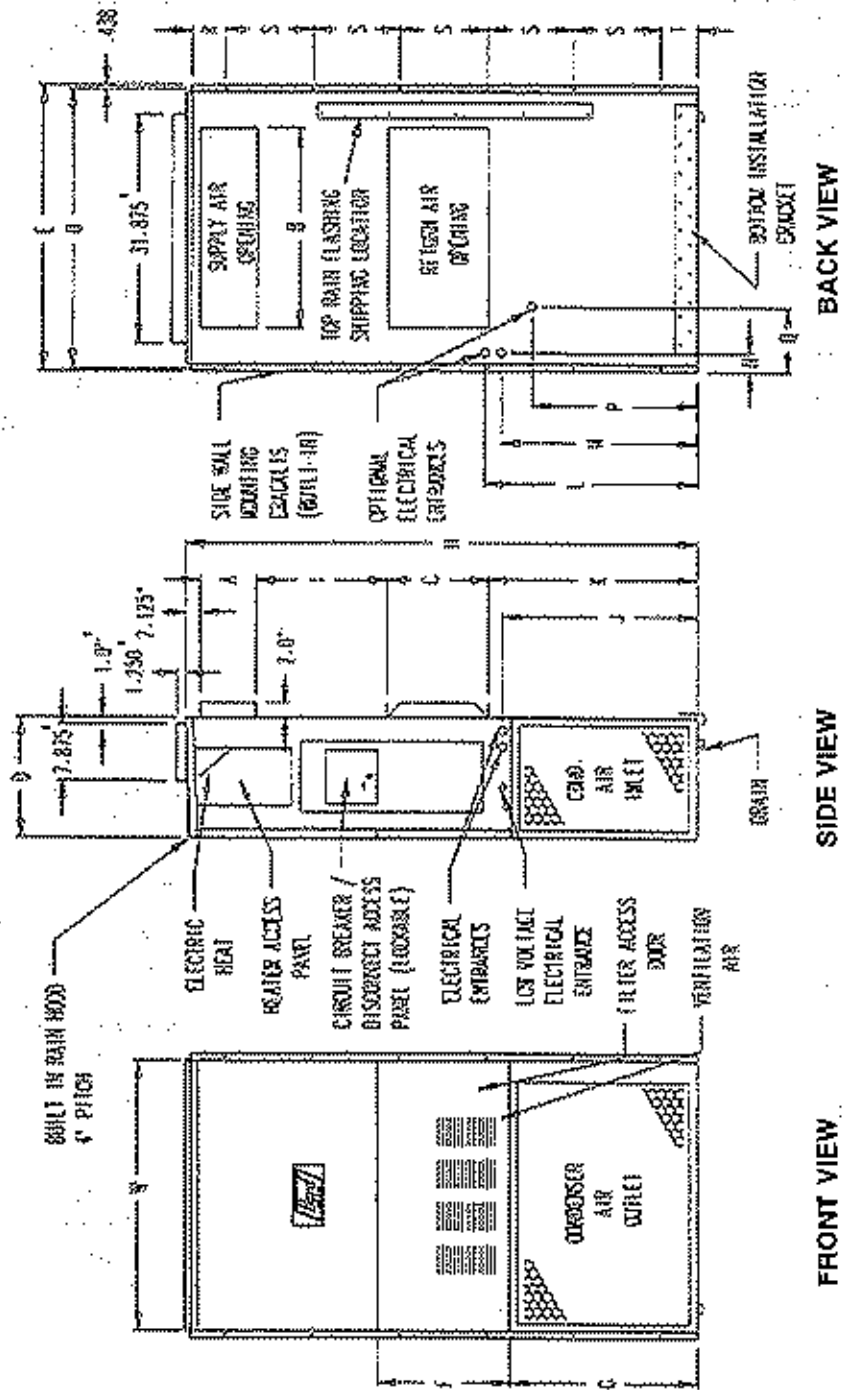 BUILT IN RAIN HOOD
4° PITCH
W
F
G
Bard
CONDENSER
AIR
OUTLET
FRONT VIEW
ELECTRIC
HEAT
HEATER ACCESS
PANEL
CIRCUIT BREAKER /
DISCONNECT ACCESS
PANEL (LOCKABLE)
ELECTRICAL
ENTRANCES
LOW VOLTAGE
ELECTRICAL
ENTRANCE
FILTER ACCESS
DOOR
VENTILATION
AIR
D
2.875"
1.250"
2.125"
2.0"
A
I
C
K
J
H
COND.
AIR
INLET
DRAIN
SIDE VIEW
SIDE WALL
MOUNTING
BRACKETS
(BUILT-IN)
OPTIONAL
ELECTRICAL
ENTRANCES
E
31.875"
.438
SUPPLY AIR
OPENING
B
TOP RAIN FLASHING
SHIPPING LOCATION
RETURN AIR
OPENING
L
M
P
N
Q
R
S
S
S
S
S
T
BOTTOM INSTALLATION
BRACKET
BACK VIEW